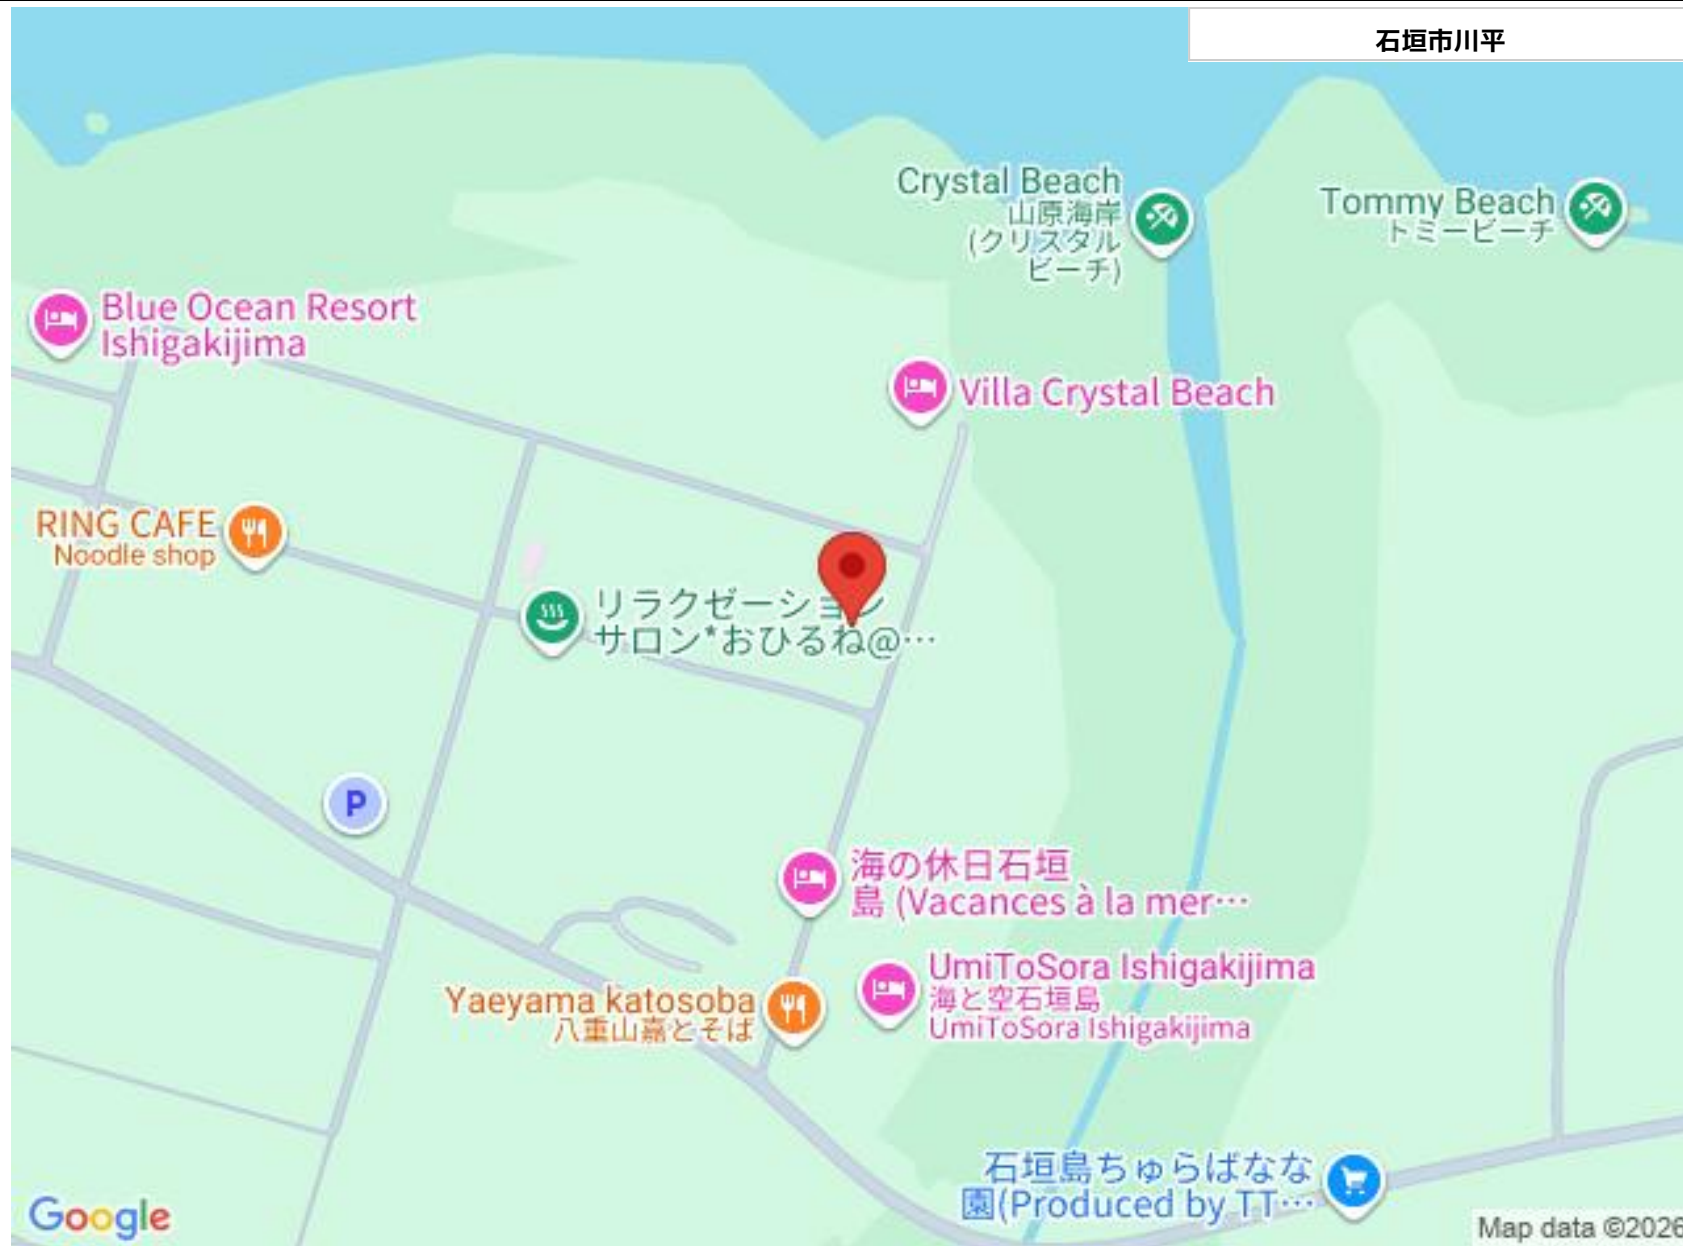 石垣市川平
Crystal Beach
山原海岸
(クリスタル
ビーチ)
Tommy Beach
トミービーチ
Blue Ocean Resort
Ishigakijima
Villa Crystal Beach
RING CAFE
Noodle shop
リラクゼーション
サロン*おひるね@…
P
海の休日石垣
島 (Vacances à la mer…
UmiToSora Ishigakijima
海と空石垣島
UmiToSora Ishigakijima
Yaeyama katosoba
八重山嘉とそば
石垣島ちゅらばなな
園(Produced by TT…
Google
Map data ©2026